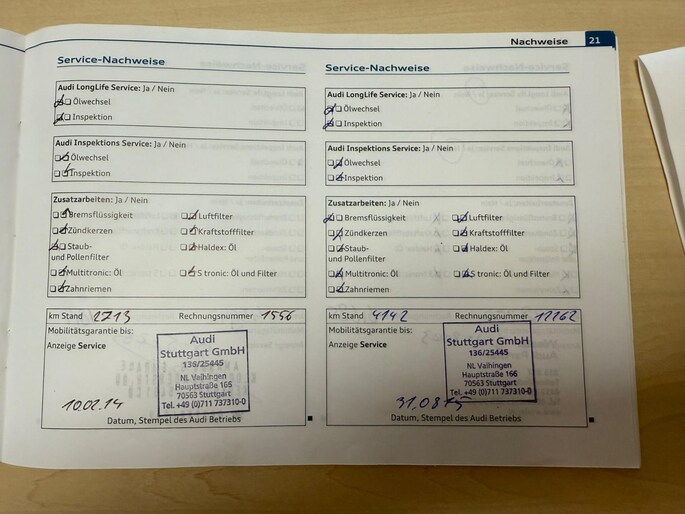 Nachweise 21
Service-Nachweise
Audi LongLife Service: Ja / Nein
Ölwechsel
Inspektion
Audi Inspektions Service: Ja / Nein
Ölwechsel
Inspektion
Zusatzarbeiten: Ja / Nein
Bremsflüssigkeit Luftfilter
Zündkerzen Kraftstofffilter
Staub- Haldex: Öl
und Pollenfilter
Multitronic: Öl S tronic: Öl und Filter
Zahnriemen
km Stand 2713 Rechnungsnummer 1556
Mobilitätsgarantie bis:
Anzeige Service
Audi
Stuttgart GmbH
136/25445
NL Vaihingen
Hauptstraße 166
70563 Stuttgart
Tel. +49 (0)711 737310-0
10.02.14
Datum, Stempel des Audi Betriebs
Service-Nachweise
Audi LongLife Service: Ja / Nein
Ölwechsel
Inspektion
Audi Inspektions Service: Ja / Nein
Ölwechsel
Inspektion
Zusatzarbeiten: Ja / Nein
Bremsflüssigkeit Luftfilter
Zündkerzen Kraftstofffilter
Staub- Haldex: Öl
und Pollenfilter
Multitronic: Öl S tronic: Öl und Filter
Zahnriemen
km Stand 4142 Rechnungsnummer 12162
Mobilitätsgarantie bis:
Anzeige Service
Audi
Stuttgart GmbH
136/25445
NL Vaihingen
Hauptstraße 166
70563 Stuttgart
Tel. +49 (0)711 737310-0
31.08.15
Datum, Stempel des Audi Betriebs